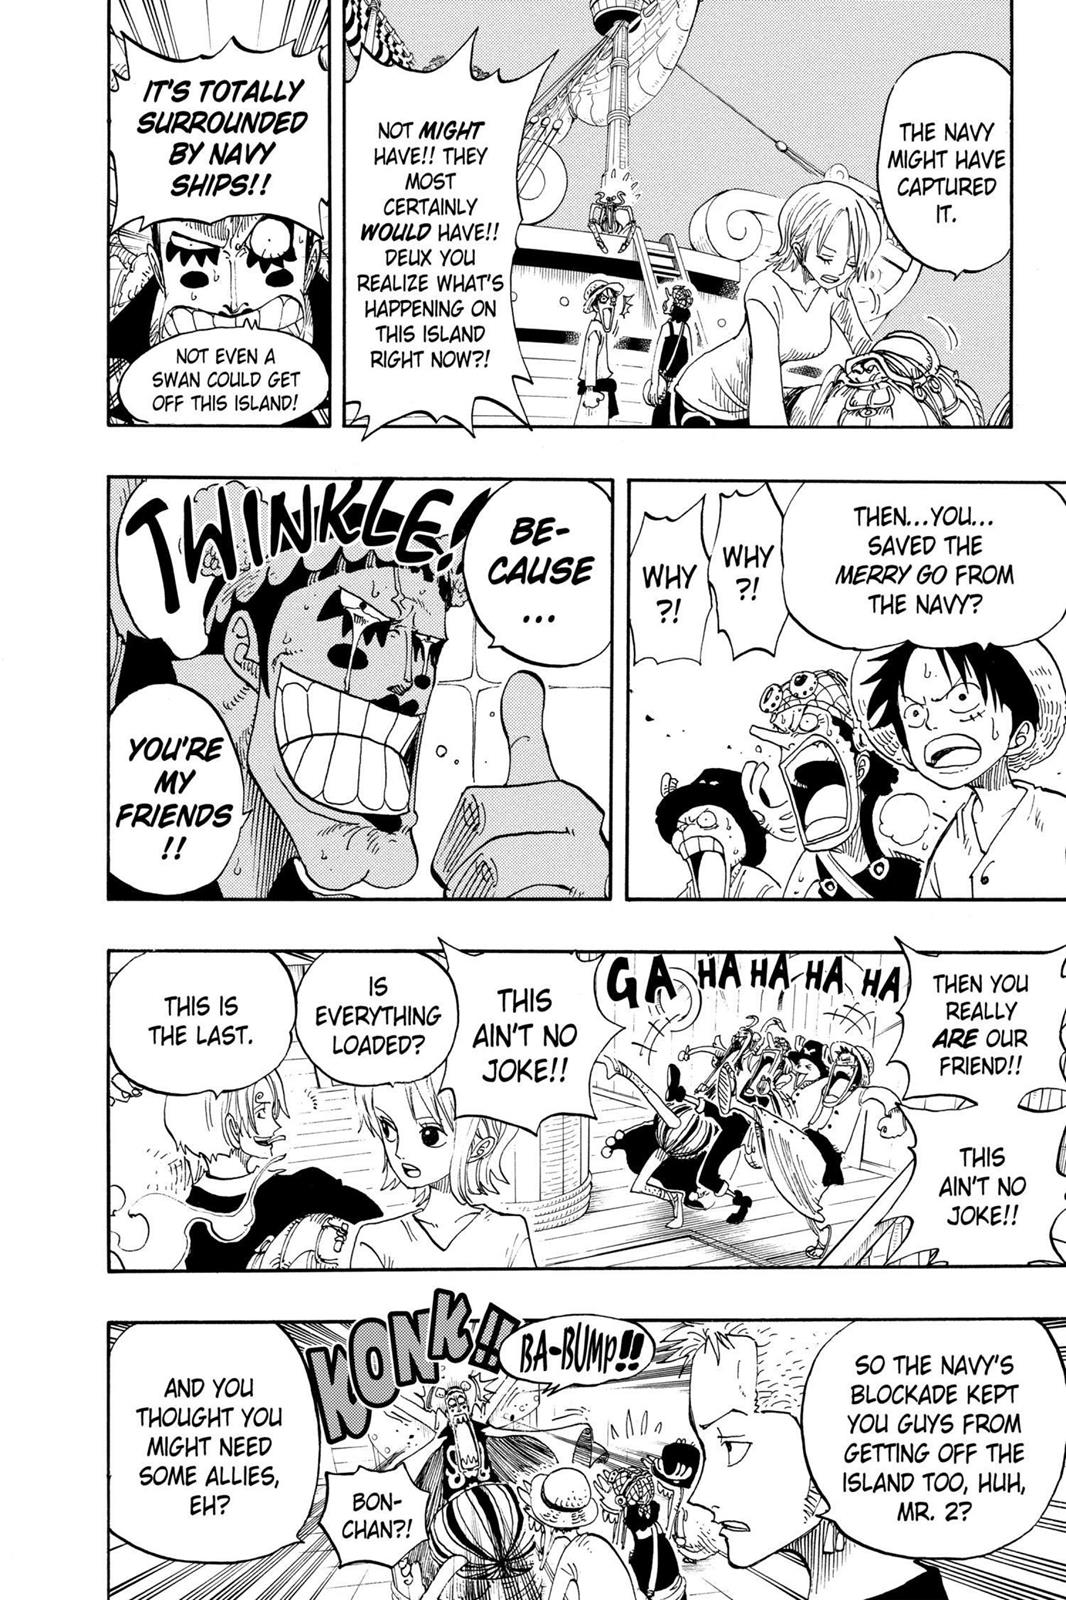 THE NAVY
MIGHT HAVE
CAPTURED
IT.
NOT MIGHT
HAVE!! THEY
MOST
CERTAINLY
WOULD HAVE!!
DEUX YOU
REALIZE WHAT'S
HAPPENING ON
THIS ISLAND
RIGHT NOW?!
IT'S TOTALLY
SURROUNDED
BY NAVY
SHIPS!!
NOT EVEN A
SWAN COULD GET
OFF THIS ISLAND!
THEN...YOU...
SAVED THE
MERRY GO FROM
THE NAVY?
WHY
?!
WHY
?!
BE-
CAUSE
...
TWINKLE!
YOU'RE
MY
FRIENDS
!!
THEN YOU
REALLY
ARE OUR
FRIEND!!
THIS
AIN'T NO
JOKE!!
GA HA HA HA HA
THIS
AIN'T NO
JOKE!!
IS
EVERYTHING
LOADED?
THIS IS
THE LAST.
SO THE NAVY'S
BLOCKADE KEPT
YOU GUYS FROM
GETTING OFF THE
ISLAND TOO, HUH,
MR. 2?
BA-BUMP!!
KONK!!
BON-
CHAN?!
AND YOU
THOUGHT YOU
MIGHT NEED
SOME ALLIES,
EH?